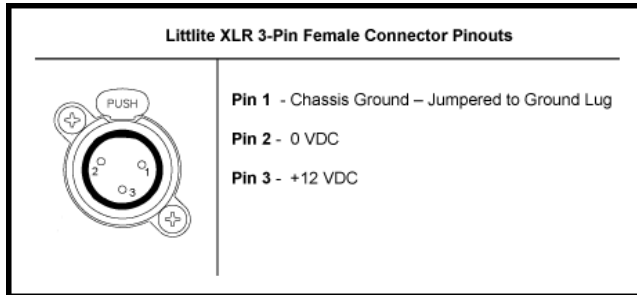 Littlite XLR 3-Pin Female Connector Pinouts
PUSH
2
1
3
Pin 1 - Chassis Ground – Jumpered to Ground Lug
Pin 2 - 0 VDC
Pin 3 - +12 VDC